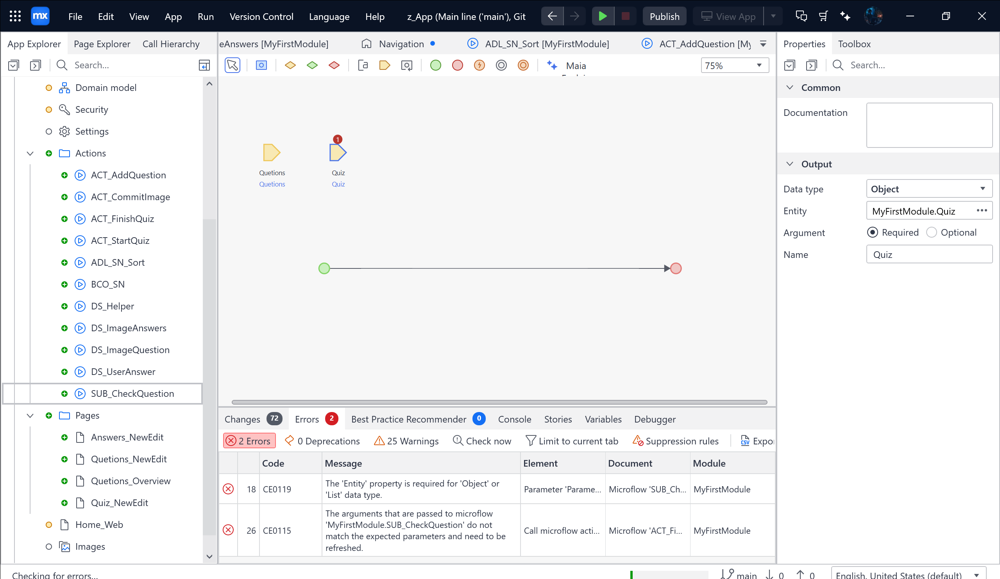 mx
File
Edit
View
App
Run
Version Control
Language
Help
z_App (Main line ('main'), Git
Publish
View App
App Explorer
Page Explorer
Call Hierarchy
eAnswers [MyFirstModule]
Navigation
ADL_SN_Sort [MyFirstModule]
ACT_AddQuestion [My
Properties
Toolbox
Search...
Maia
75%
Search...
Domain model
Security
Settings
Actions
ACT_AddQuestion
ACT_CommitImage
ACT_FinishQuiz
ACT_StartQuiz
ADL_SN_Sort
BCO_SN
DS_Helper
DS_ImageAnswers
DS_ImageQuestion
DS_UserAnswer
SUB_CheckQuestion
Pages
Answers_NewEdit
Quetions_NewEdit
Quetions_Overview
Quiz_NewEdit
Home_Web
Images
Quetions
Quetions
1
Quiz
Quiz
Common
Documentation
Output
Data type
Object
Entity
MyFirstModule.Quiz
Argument
Required
Optional
Name
Quiz
Changes 72
Errors 2
Best Practice Recommender 0
Console
Stories
Variables
Debugger
2 Errors
0 Deprecations
25 Warnings
Check now
Limit to current tab
Suppression rules
CSV
Expor
Code
Message
Element
Document
Module
18
CE0119
The 'Entity' property is required for 'Object' or
'List' data type.
Parameter 'Parame...
Microflow 'SUB_Ch...
MyFirstModule
26
CE0115
The arguments that are passed to microflow
'MyFirstModule.SUB_CheckQuestion' do not
match the expected parameters and need to be
refreshed.
Call microflow acti...
Microflow 'ACT_Fi...
MyFirstModule
Checking for errors...
main
0
0
English, United States (default)